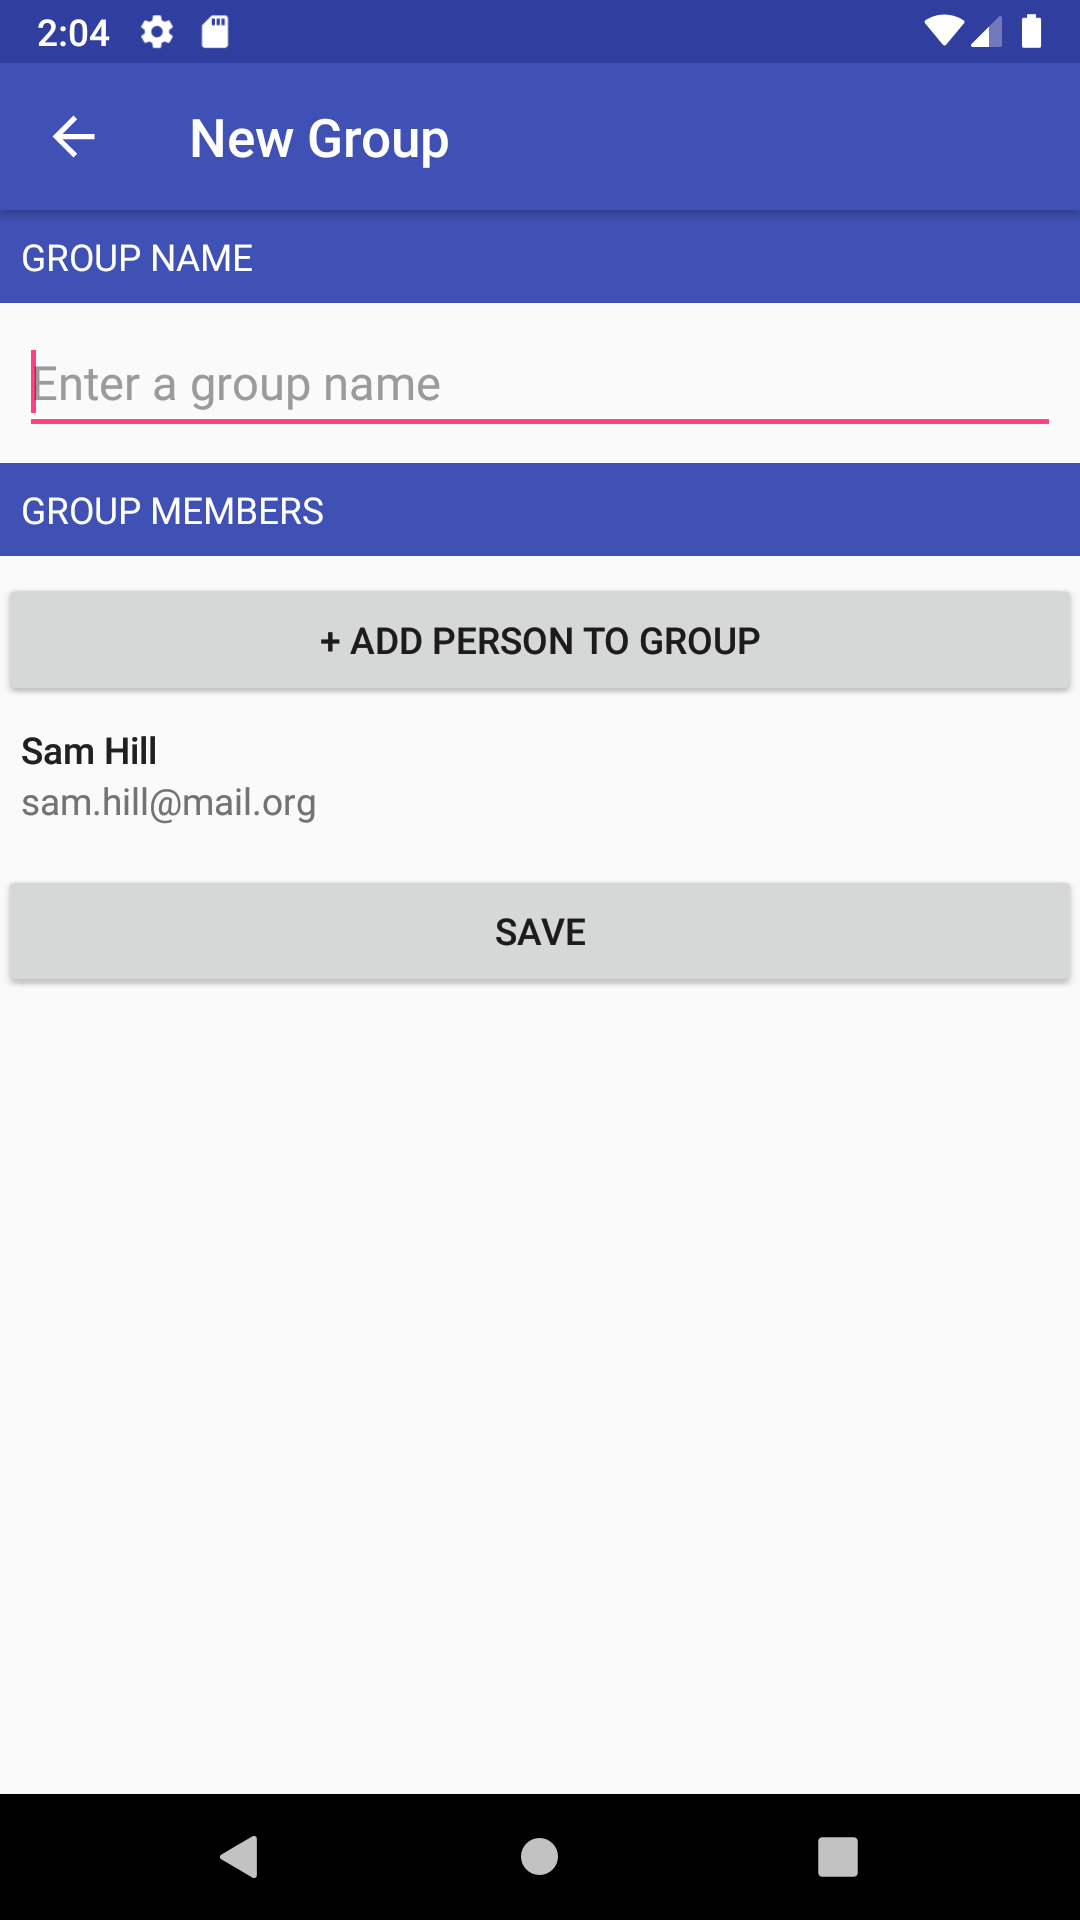 2:04
New Group
GROUP NAME
Enter a group name
GROUP MEMBERS
+ ADD PERSON TO GROUP
Sam Hill
sam.hill@mail.org
SAVE